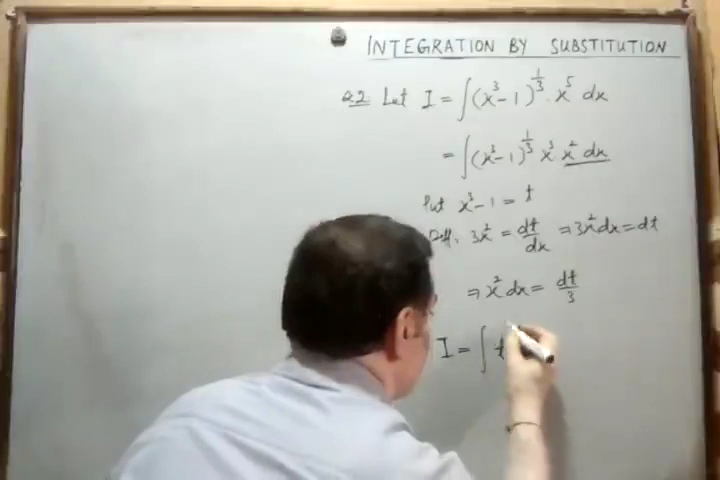 INTEGRATION BY SUBSTITUTION
Q.2. Let I = ∫(x³-1)^{1/3} . x⁵ dx
= ∫(x³-1)^{1/3} x³ x² dx
Put x³-1 = t
Diff. 3x² = dt/dx ⇒ 3x²dx = dt
⇒ x²dx = dt/3
I = ∫ t